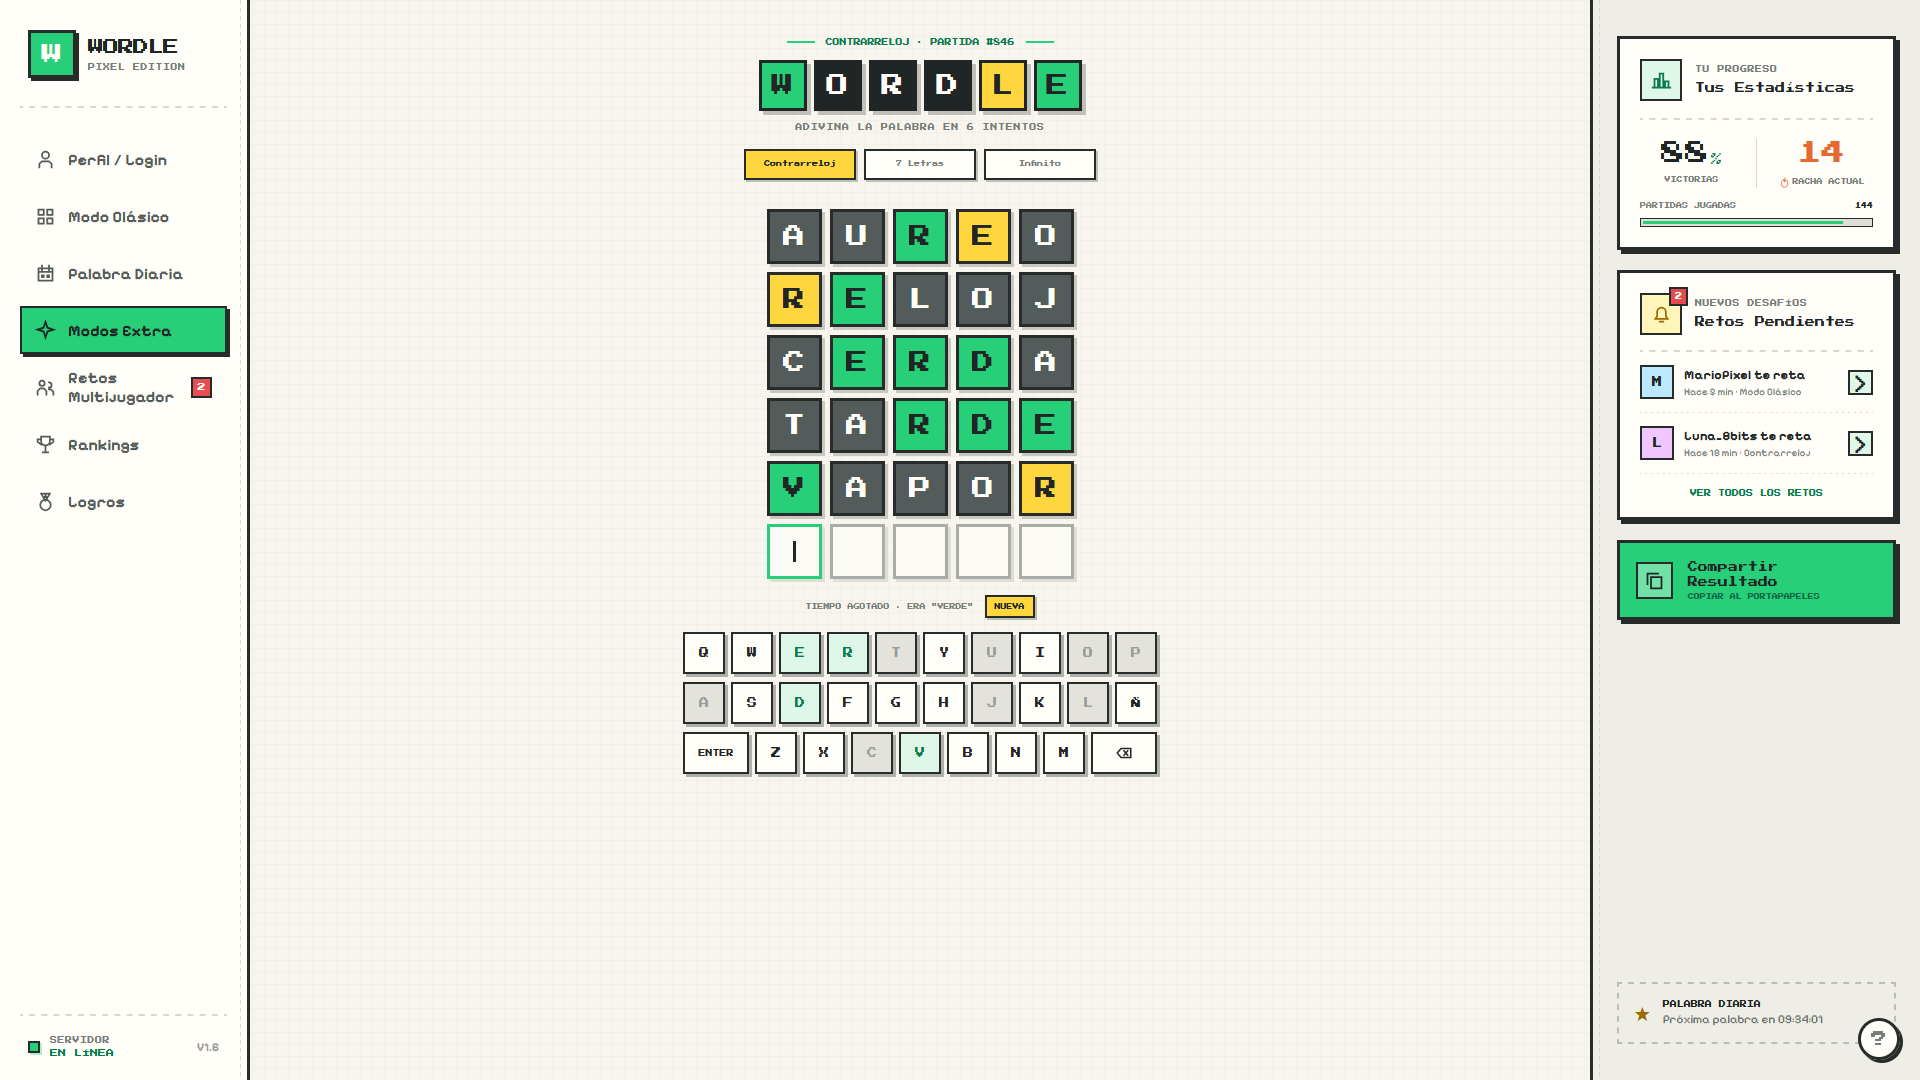 W
WORDLE
PIXEL EDITION
Perfil / Login
Modo Clásico
Palabra Diaria
Modos Extra
Retos
Multijugador
2
Rankings
Logros
SERVIDOR
EN LíNEA
V1.6
CONTRARRELOJ · PARTIDA #846
W O R D L E
ADIVINA LA PALABRA EN 6 INTENTOS
Contrarreloj
7 Letras
Infinito
A U R E O
R E L O J
C E R D A
T A R D E
V A P O R
TIEMPO AGOTADO · ERA "VERDE"
NUEVA
Q W E R T Y U I O P
A S D F G H J K L Ñ
ENTER Z X C V B N M
TU PROGRESO
Tus Estadísticas
88%
VICTORIAS
14
RACHA ACTUAL
PARTIDAS JUGADAS
144
2
NUEVOS DESAFíOS
Retos Pendientes
M
MarioPixel te reta
Hace 8 min · Modo Clásico
L
Luna_8bits te reta
Hace 18 min · Contrarreloj
VER TODOS LOS RETOS
Compartir
Resultado
COPIAR AL PORTAPAPELES
PALABRA DIARIA
Próxima palabra en 09:34:01
?